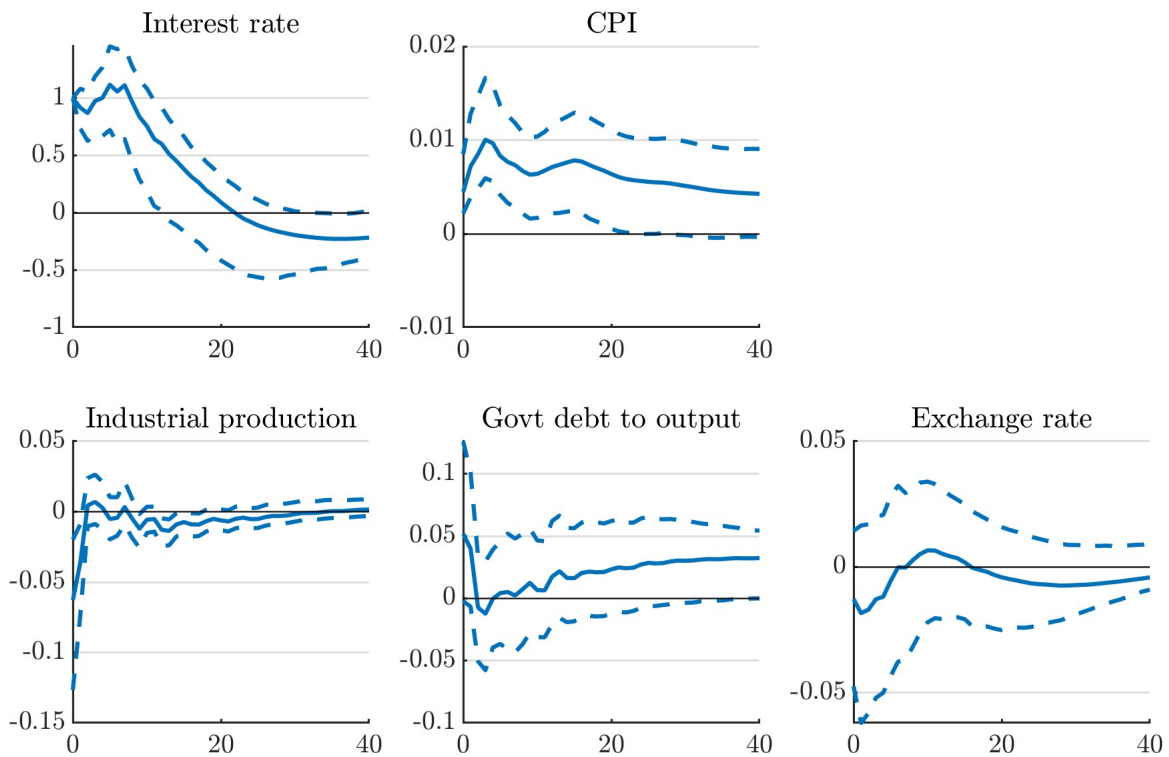 Interest rate
1
0.5
0
-0.5
-1
0 20 40
CPI
0.02
0.01
0
-0.01
0 20 40
Industrial production
0.05
0
-0.05
-0.1
-0.15
0 20 40
Govt debt to output
0.1
0.05
0
-0.05
-0.1
0 20 40
Exchange rate
0.05
0
-0.05
0 20 40